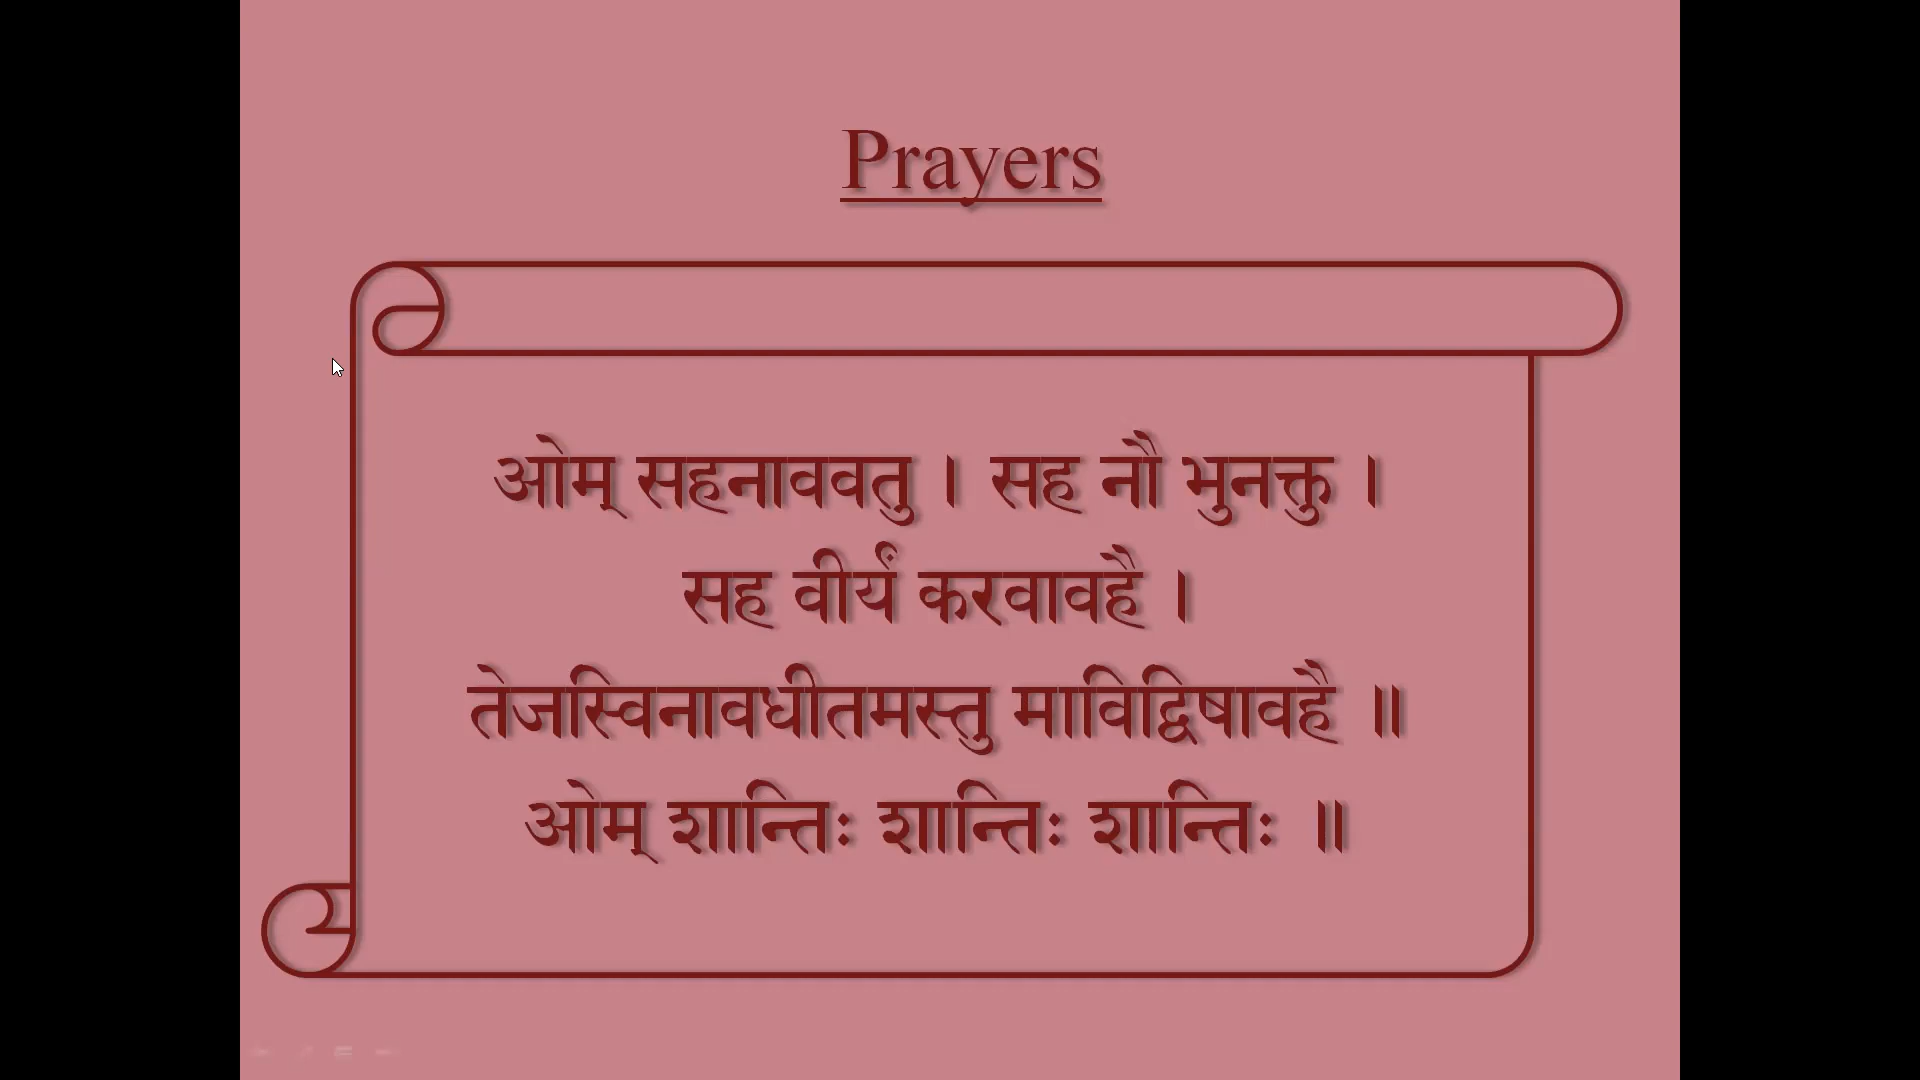 Prayers
ओम् सहनाववतु । सह नौ भुनक्तु ।
सह वीर्यं करवावहै ।
तेजस्विनावधीतमस्तु माविद्विषावहै ॥
ओम् शान्तिः शान्तिः शान्तिः ॥